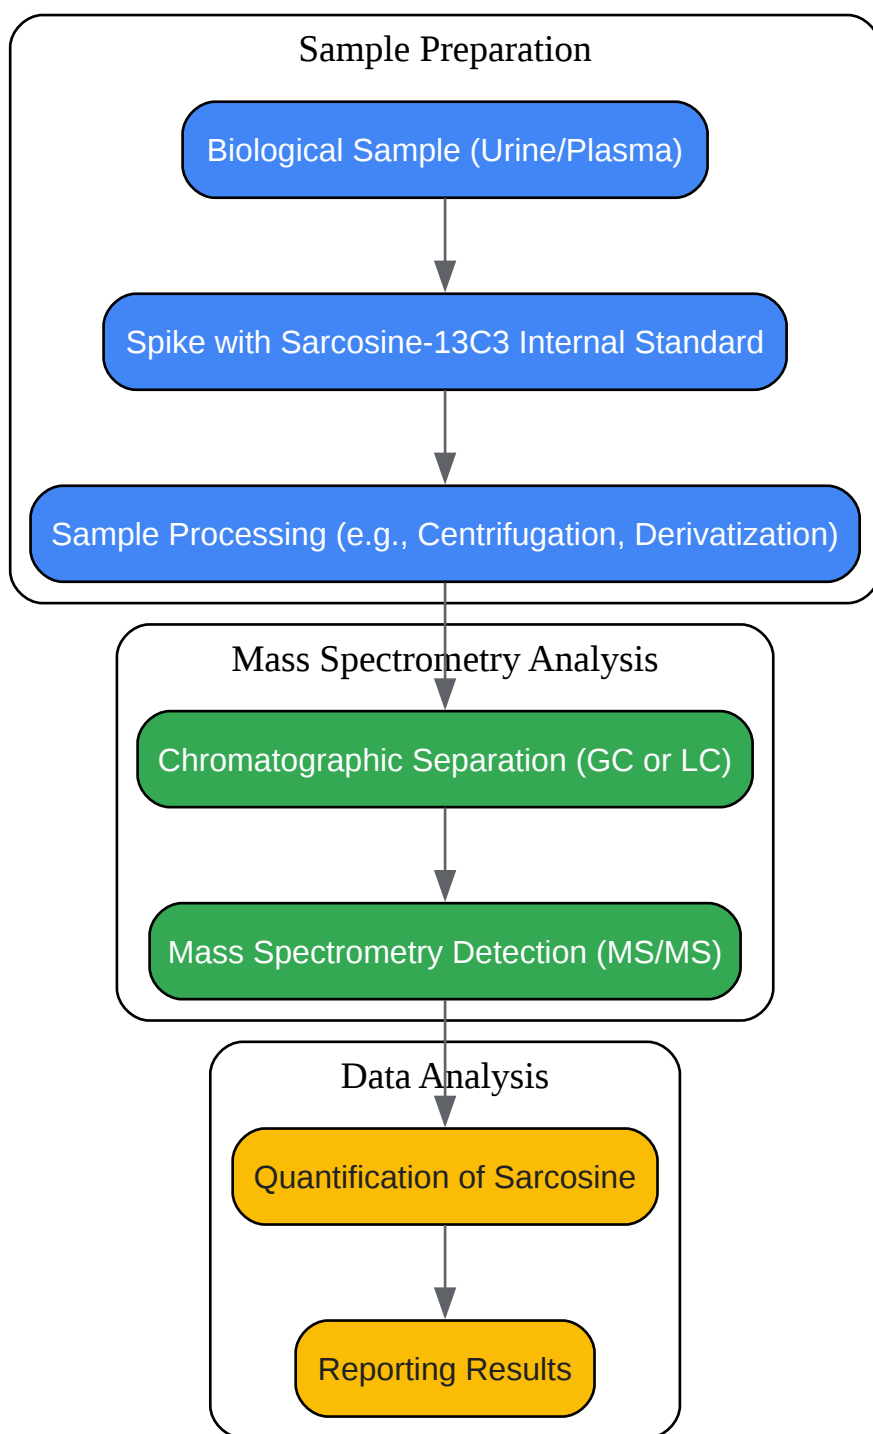 Sample Preparation
Biological Sample (Urine/Plasma)
Spike with Sarcosine-13C3 Internal Standard
Sample Processing (e.g., Centrifugation, Derivatization)
Mass Spectrometry Analysis
Chromatographic Separation (GC or LC)
Mass Spectrometry Detection (MS/MS)
Data Analysis
Quantification of Sarcosine
Reporting Results